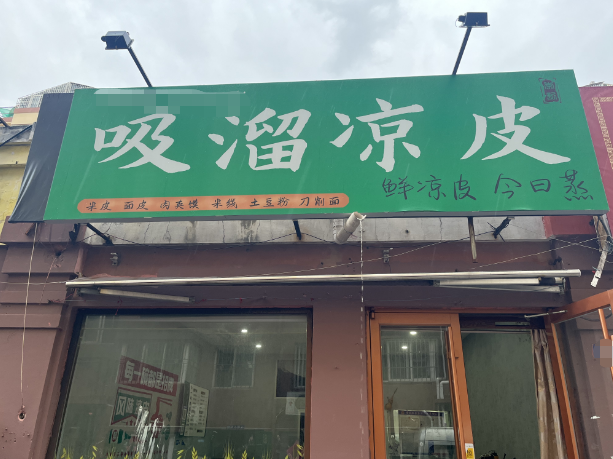 吸溜凉皮
鲜凉皮 今日蒸
米皮 面皮 肉夹馍 米线 土豆粉 刀削面